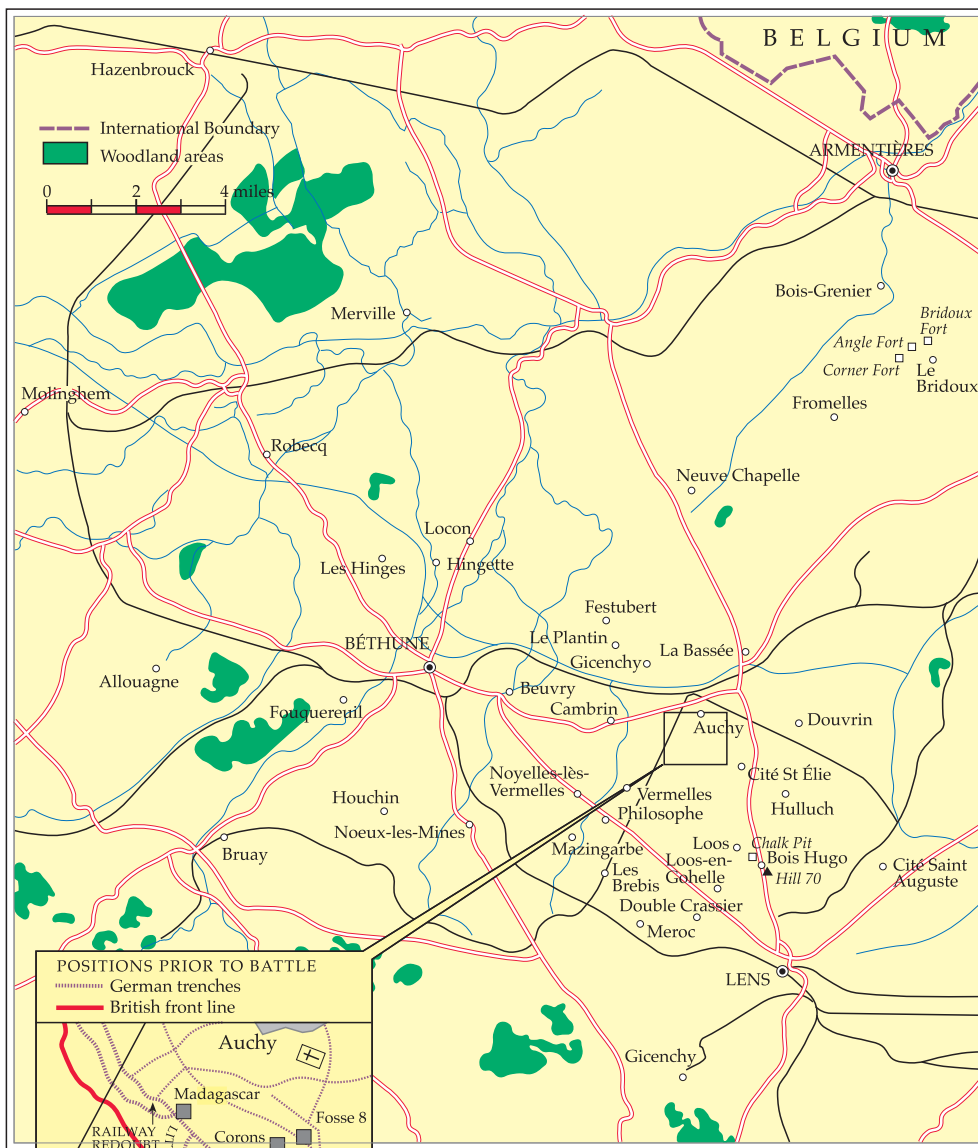 BELGIUM
Hazenbrouck
International Boundary
Woodland areas
0 2 4 miles
ARMENTIÈRES
Bois-Grenier
Bridoux
Fort
Angle Fort
Corner Fort
Le
Bridoux
Merville
Molinghem
Fromelles
Robecq
Neuve Chapelle
Locon
Les Hinges
Hingette
Festubert
Le Plantin
Gicenchy
La Bassée
BÉTHUNE
Allouagne
Fouquereuil
Beuvry
Cambrin
Auchy
Douvrin
Noyelles-lès-
Vermelles
Cité St Élie
Vermelles
Hulluch
Houchin
Philosophe
Noeux-les-Mines
Bruay
Mazingarbe
Loos
Chalk Pit
Bois Hugo
Loos-en-
Gohelle
Hill 70
Cité Saint
Auguste
Les
Brebis
Double Crassier
Meroc
LENS
Gicenchy
POSITIONS PRIOR TO BATTLE
German trenches
British front line
Auchy
Madagascar
Fosse 8
RAILWAY
REDOUBT
Corons